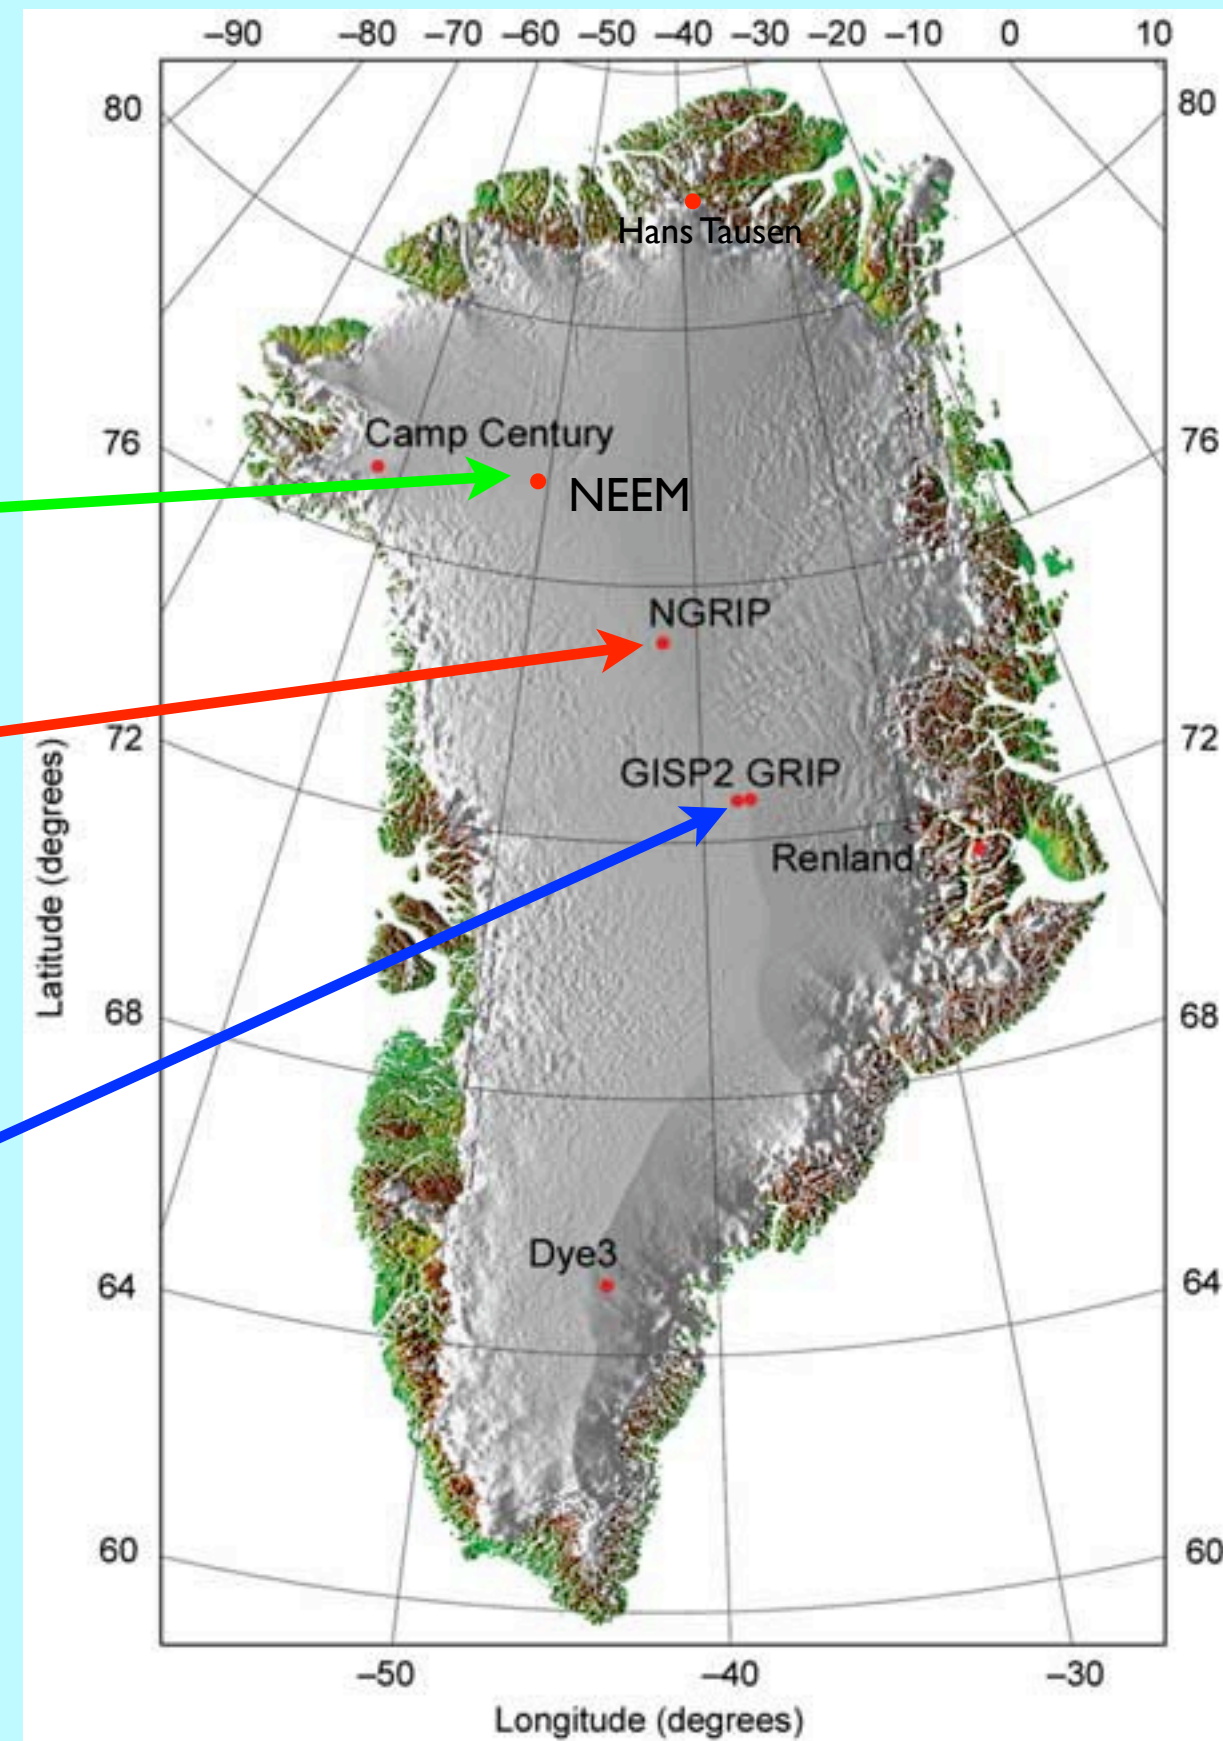 –90 –80 –70 –60 –50 –40 –30 –20 –10 0 10
80 80
Hans Tausen
76 76
Camp Century
NEEM
NGRIP
72 72
GISP2 GRIP
Renland
Latitude (degrees)
68 68
Dye3
64 64
60 60
–50 –40 –30
Longitude (degrees)